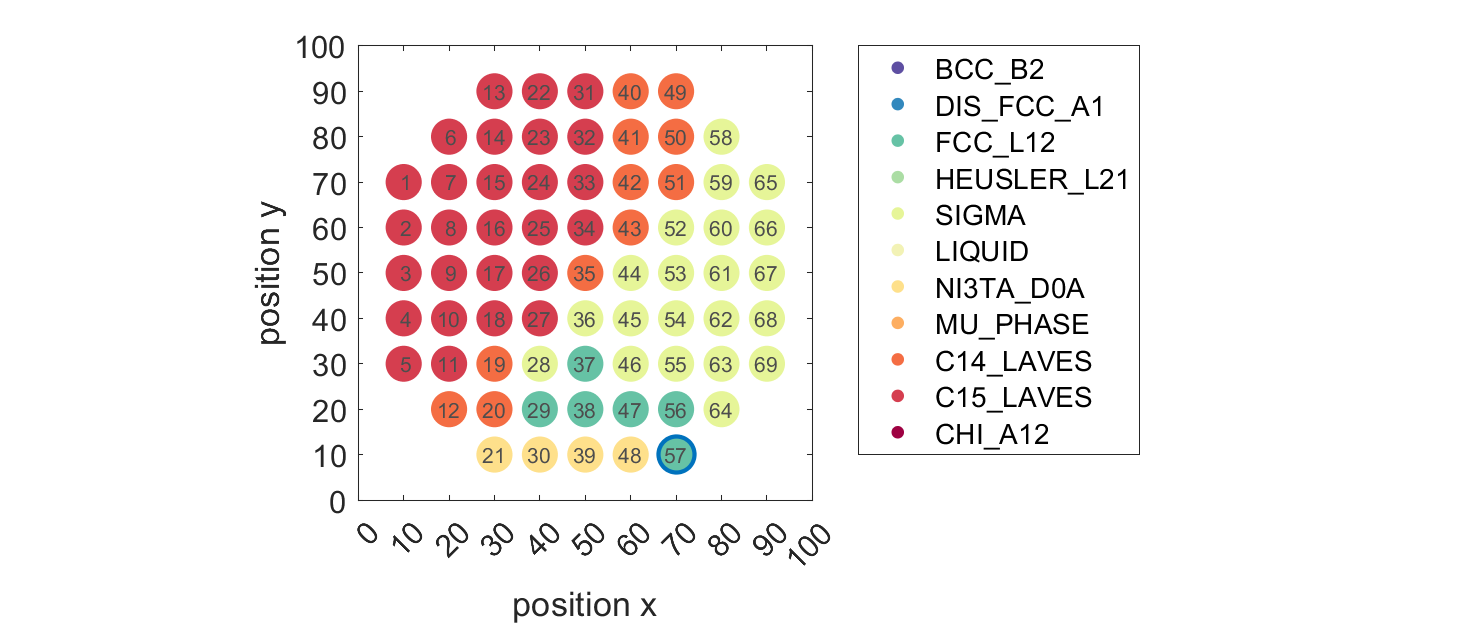 100
90
80
70
60
50
40
30
20
10
0
position y
13 22 31 40 49
6 14 23 32 41 50 58
1 7 15 24 33 42 51 59 65
2 8 16 25 34 43 52 60 66
3 9 17 26 35 44 53 61 67
4 10 18 27 36 45 54 62 68
5 11 19 28 37 46 55 63 69
12 20 29 38 47 56 64
21 30 39 48 57
0 10 20 30 40 50 60 70 80 90 100
position x
BCC_B2
DIS_FCC_A1
FCC_L12
HEUSLER_L21
SIGMA
LIQUID
NI3TA_D0A
MU_PHASE
C14_LAVES
C15_LAVES
CHI_A12